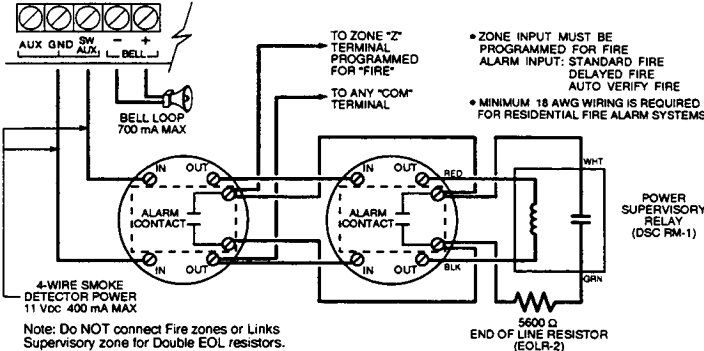 AUX GND SW AUX - +
BELL
BELL LOOP
700 mA MAX
TO ZONE "Z"
TERMINAL
PROGRAMMED
FOR "FIRE"
TO ANY "COM"
TERMINAL
• ZONE INPUT MUST BE
PROGRAMMED FOR FIRE
ALARM INPUT: STANDARD FIRE
DELAYED FIRE
AUTO VERIFY FIRE
• MINIMUM 18 AWG WIRING IS REQUIRED
FOR RESIDENTIAL FIRE ALARM SYSTEMS
IN OUT
ALARM
CONTACT
IN OUT
IN OUT
ALARM
CONTACT
IN OUT
RED
BLK
WHT
GRN
POWER
SUPERVISORY
RELAY
(DSC RM-1)
4-WIRE SMOKE
DETECTOR POWER
11 VDC 400 mA MAX
5600 Ω
END OF LINE RESISTOR
(EOLR-2)
Note: Do NOT connect Fire zones or Links
Supervisory zone for Double EOL resistors.